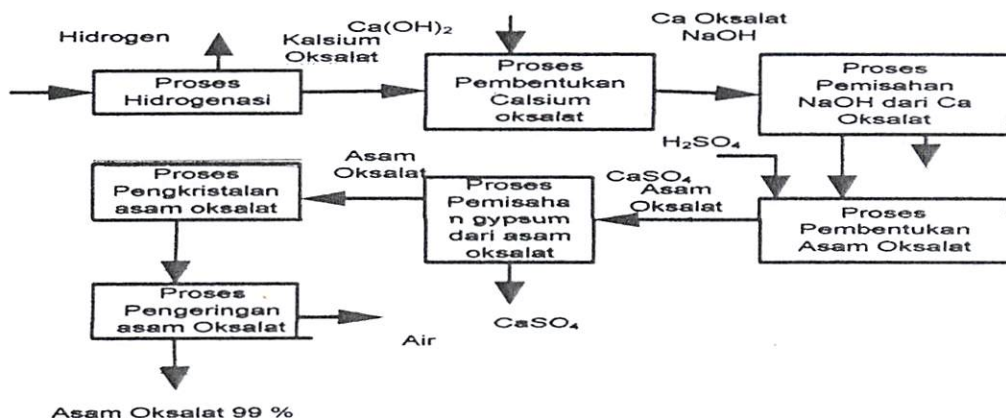 Hidrogen
Proses
Hidrogenasi
Kalsium
Oksalat
Ca(OH)₂
Proses
Pembentukan
Calsium
oksalat
Ca Oksalat
NaOH
Proses
Pemisahan
NaOH dari Ca
Oksalat
H₂SO₄
Proses
Pembentukan
Asam Oksalat
CaSO₄
Asam
Oksalat
Proses
Pemisaha
n gypsum
dari asam
oksalat
CaSO₄
Asam
Oksalat
Proses
Pengkristalan
asam oksalat
Proses
Pengeringan
asam Oksalat
Air
Asam Oksalat 99 %